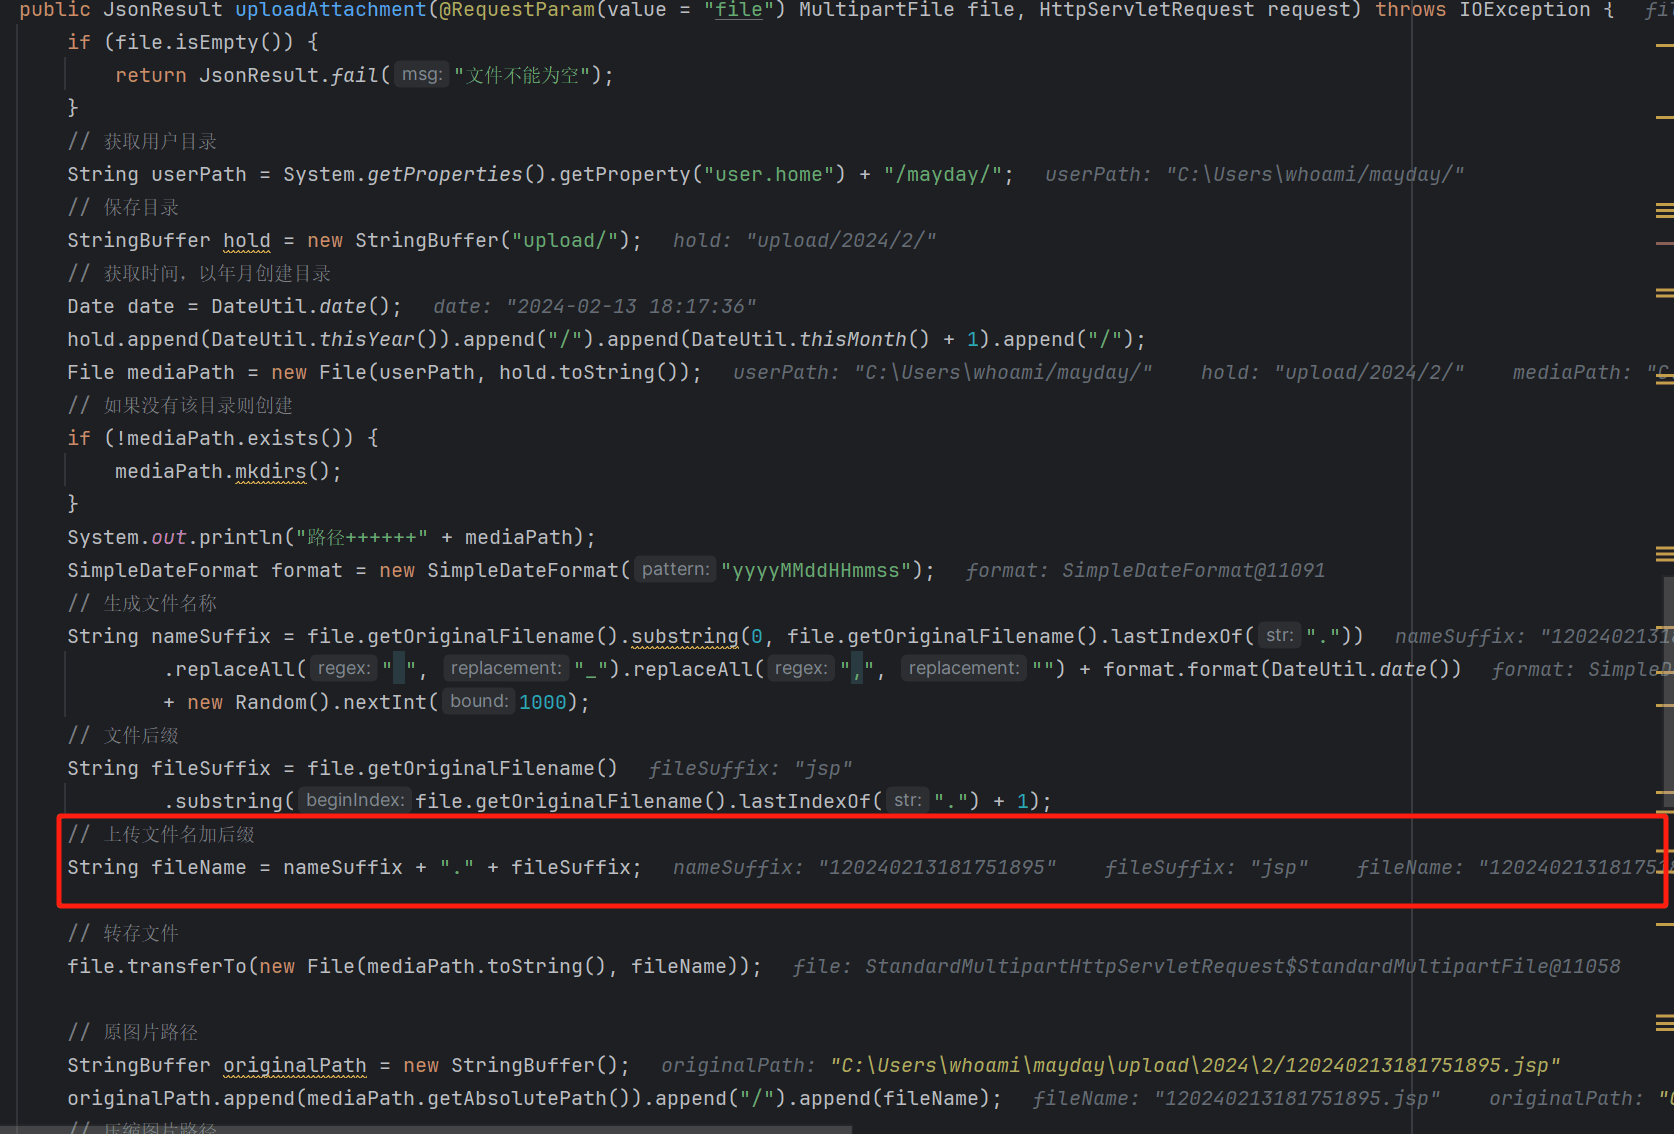 public JsonResult uploadAttachment(@RequestParam(value = "file") MultipartFile file, HttpServletRequest request) throws IOException {
if (file.isEmpty()) {
return JsonResult.fail( msg: "文件不能为空");
}
// 获取用户目录
String userPath = System.getProperties().getProperty("user.home") + "/mayday/"; userPath: "C:\Users\whoami/mayday/"
// 保存目录
StringBuffer hold = new StringBuffer("upload/"); hold: "upload/2024/2/"
// 获取时间，以年月创建目录
Date date = DateUtil.date(); date: "2024-02-13 18:17:36"
hold.append(DateUtil.thisYear()).append("/").append(DateUtil.thisMonth() + 1).append("/");
File mediaPath = new File(userPath, hold.toString()); userPath: "C:\Users\whoami/mayday/" hold: "upload/2024/2/" mediaPath: "C
// 如果没有该目录则创建
if (!mediaPath.exists()) {
mediaPath.mkdirs();
}
System.out.println("路径++++++" + mediaPath);
SimpleDateFormat format = new SimpleDateFormat( pattern: "yyyyMMddHHmmss"); format: SimpleDateFormat@11091
// 生成文件名称
String nameSuffix = file.getOriginalFilename().substring(0, file.getOriginalFilename().lastIndexOf( str: ".")) nameSuffix: "12024021318
.replaceAll( regex: " ", replacement: "_").replaceAll( regex: ",", replacement: "") + format.format(DateUtil.date()) format: SimpleD
+ new Random().nextInt( bound: 1000);
// 文件后缀
String fileSuffix = file.getOriginalFilename() fileSuffix: "jsp"
.substring( beginIndex: file.getOriginalFilename().lastIndexOf( str: ".") + 1);
// 上传文件名加后缀
String fileName = nameSuffix + "." + fileSuffix; nameSuffix: "120240213181751895" fileSuffix: "jsp" fileName: "1202402131817518
// 转存文件
file.transferTo(new File(mediaPath.toString(), fileName)); file: StandardMultipartHttpServletRequest$StandardMultipartFile@11058
// 原图片路径
StringBuffer originalPath = new StringBuffer(); originalPath: "C:\Users\whoami\mayday\upload\2024\2/120240213181751895.jsp"
originalPath.append(mediaPath.getAbsolutePath()).append("/").append(fileName); fileName: "120240213181751895.jsp" originalPath: "C
// 压缩图片路径